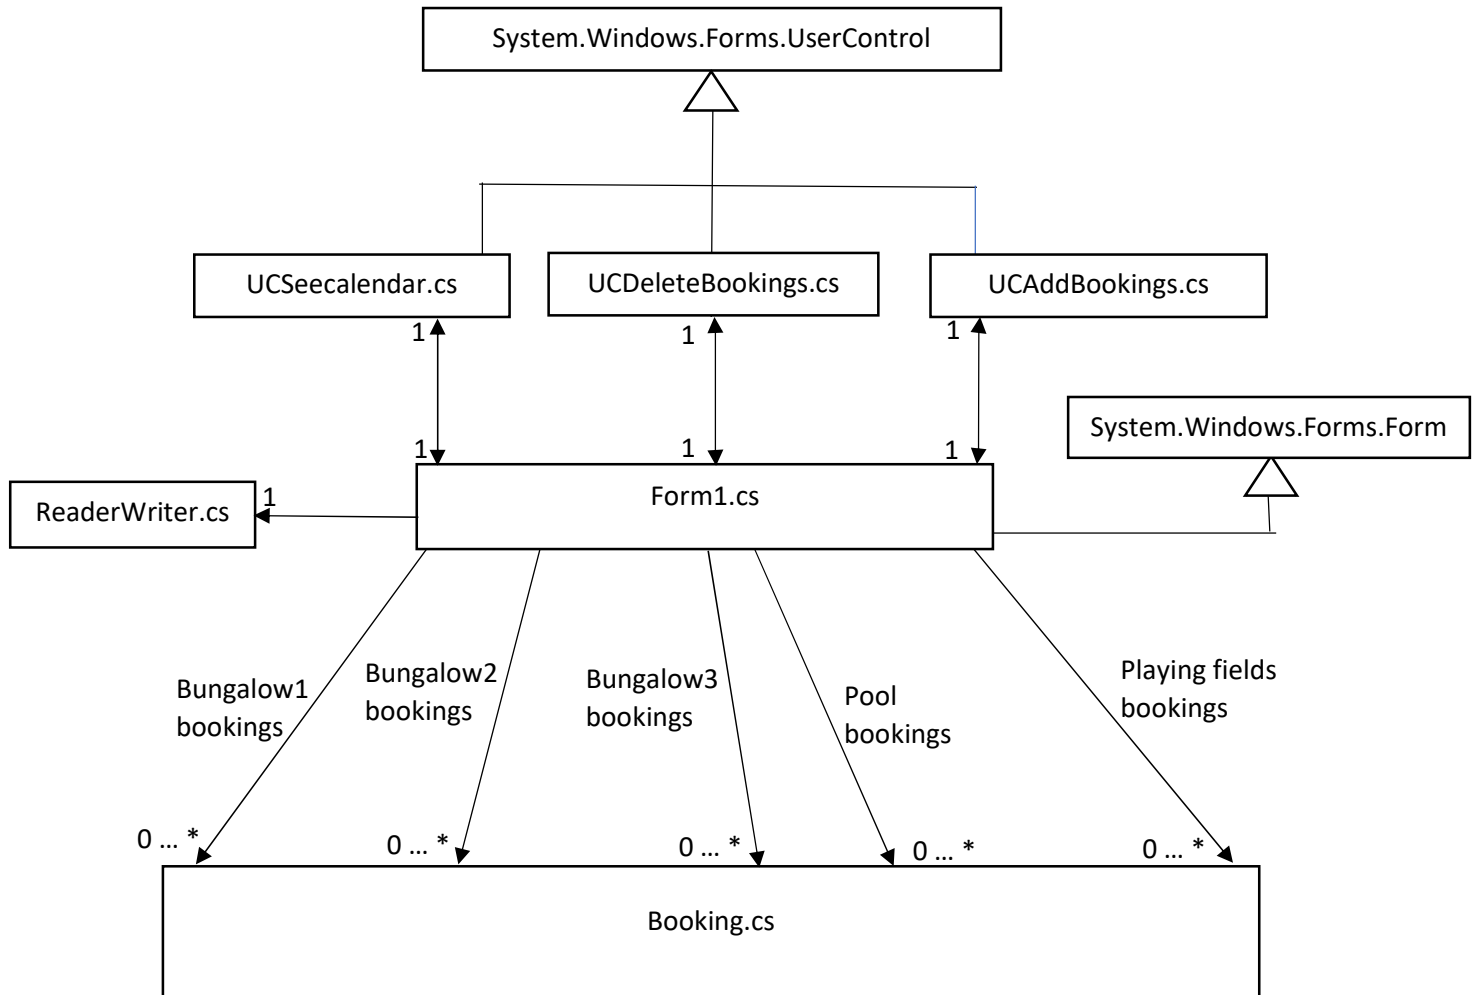 System.Windows.Forms.UserControl
UCSeecalendar.cs
UCDeleteBookings.cs
UCAddBookings.cs
1
1
1
System.Windows.Forms.Form
1
1
1
ReaderWriter.cs
1
Form1.cs
Bungalow1
bookings
Bungalow2
bookings
Bungalow3
bookings
Pool
bookings
Playing fields
bookings
0 ... *
0 ... *
0 ... *
0 ... *
0 ... *
Booking.cs